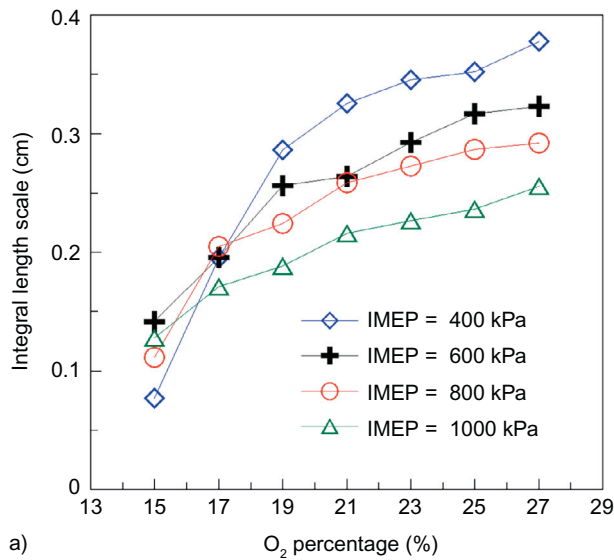 0.4
0.3
0.2
0.1
0
Integral length scale (cm)
IMEP = 400 kPa
IMEP = 600 kPa
IMEP = 800 kPa
IMEP = 1000 kPa
13 15 17 19 21 23 25 27 29
a) O₂ percentage (%)